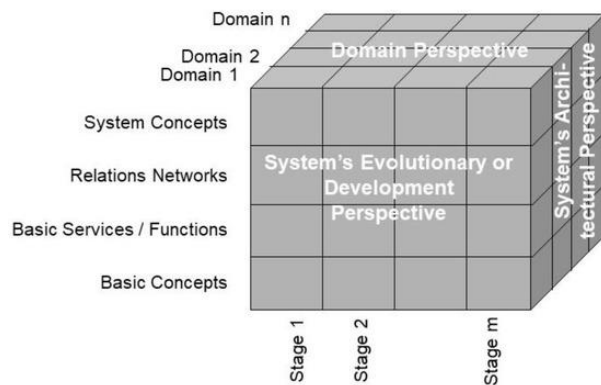 Domain n
Domain 2
Domain 1
Domain Perspective
System Concepts
Relations Networks
Basic Services / Functions
Basic Concepts
System's Evolutionary or
Development
Perspective
System's Archi-
tectural Perspective
Stage 1
Stage 2
Stage m